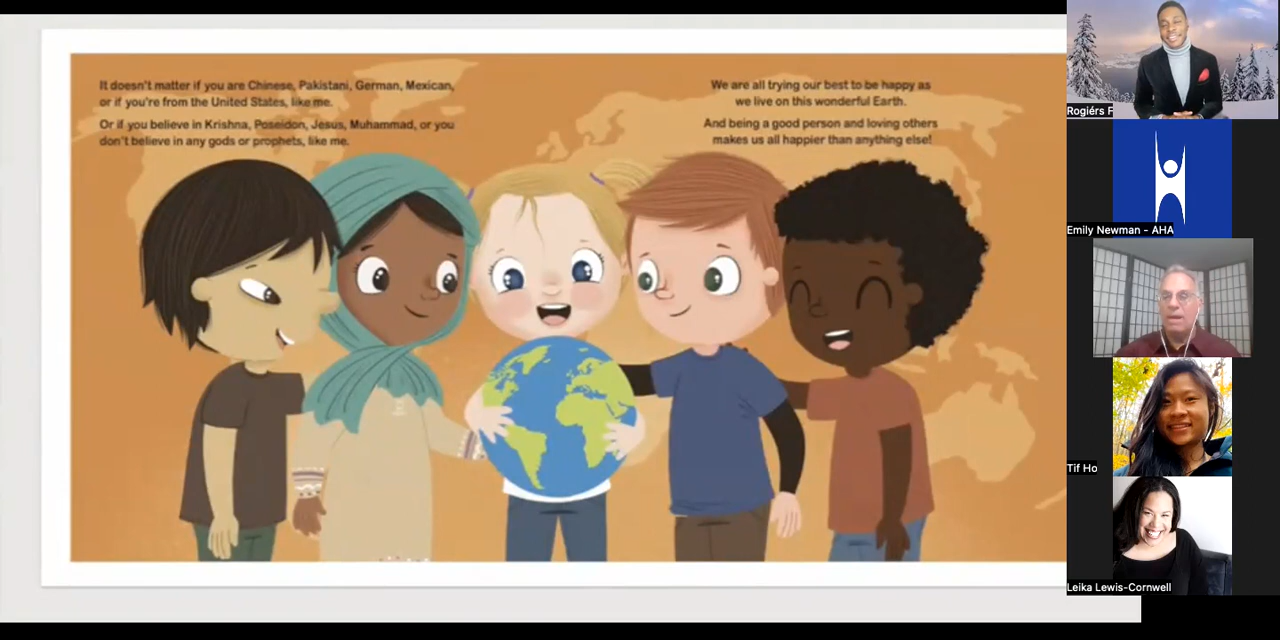 It doesn't matter if you are Chinese, Pakistani, German, Mexican,
or if you're from the United States, like me.
Or if you believe in Krishna, Poseidon, Jesus, Muhammad, or you
don't believe in any gods or prophets, like me.
We are all trying our best to be happy as
we live on this wonderful Earth.
And being a good person and loving others
makes us all happier than anything else!
Rogiérs F
Emily Newman - AHA
Tif Ho
Leika Lewis-Cornwell